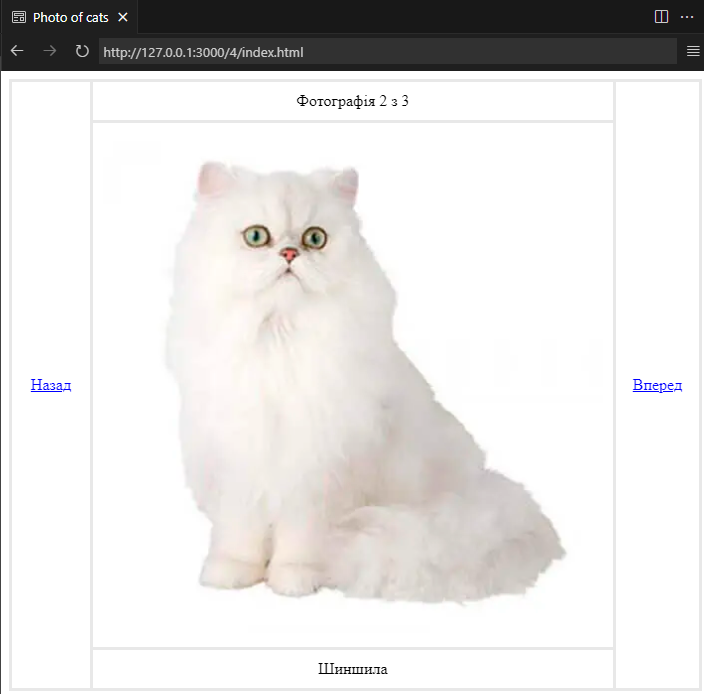 Photo of cats
http://127.0.0.1:3000/4/index.html
Фотографія 2 з 3
Назад
Вперед
Шиншила